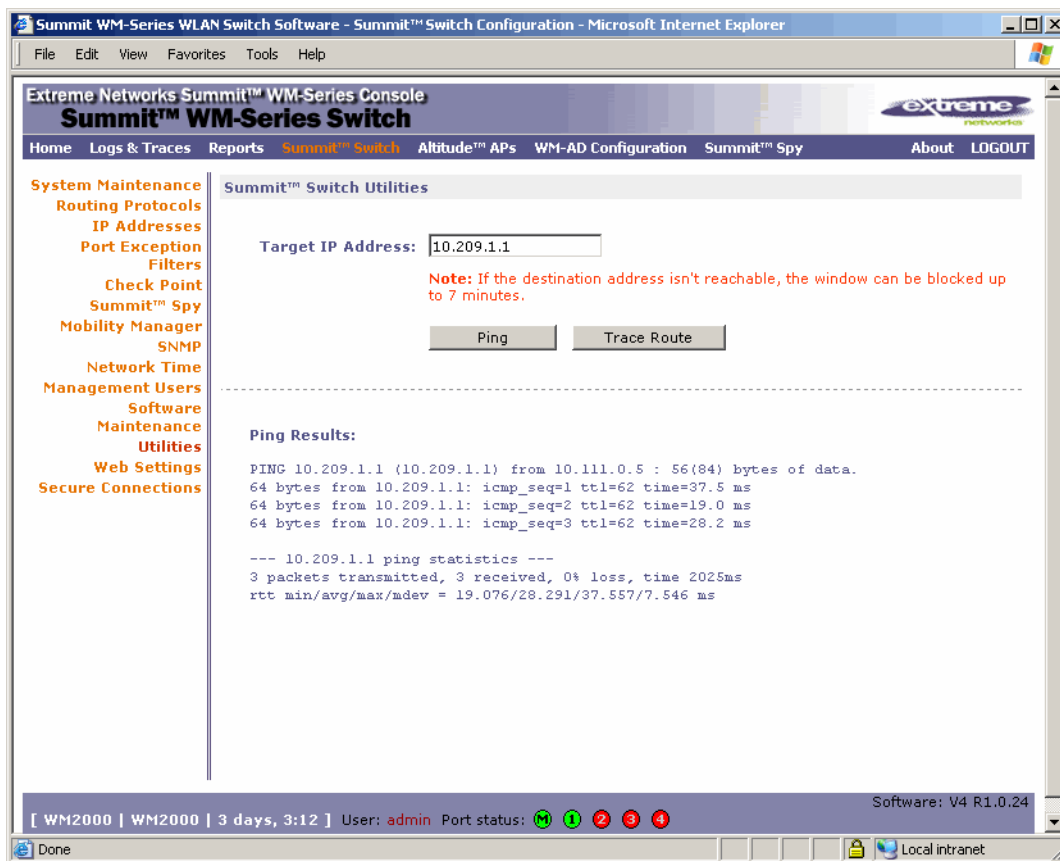 Summit WM-Series WLAN Switch Software - Summit™ Switch Configuration - Microsoft Internet Explorer
File Edit View Favorites Tools Help
Extreme Networks Summit™ WM-Series Console
Summit™ WM-Series Switch
extreme
networks
Home Logs & Traces Reports Summit™ Switch Altitude™ APs WM-AD Configuration Summit™ Spy About LOGOUT
System Maintenance
Routing Protocols
IP Addresses
Port Exception
Filters
Check Point
Summit™ Spy
Mobility Manager
SNMP
Network Time
Management Users
Software
Maintenance
Utilities
Web Settings
Secure Connections
Summit™ Switch Utilities
Target IP Address: 10.209.1.1
Note: If the destination address isn't reachable, the window can be blocked up
to 7 minutes.
Ping Trace Route
Ping Results:
PING 10.209.1.1 (10.209.1.1) from 10.111.0.5 : 56(84) bytes of data.
64 bytes from 10.209.1.1: icmp_seq=1 ttl=62 time=37.5 ms
64 bytes from 10.209.1.1: icmp_seq=2 ttl=62 time=19.0 ms
64 bytes from 10.209.1.1: icmp_seq=3 ttl=62 time=28.2 ms
--- 10.209.1.1 ping statistics ---
3 packets transmitted, 3 received, 0% loss, time 2025ms
rtt min/avg/max/mdev = 19.076/28.291/37.557/7.546 ms
Software: V4 R1.0.24
[ WM2000 | WM2000 | 3 days, 3:12 ] User: admin Port status: M 1 2 3 4
Done Local intranet